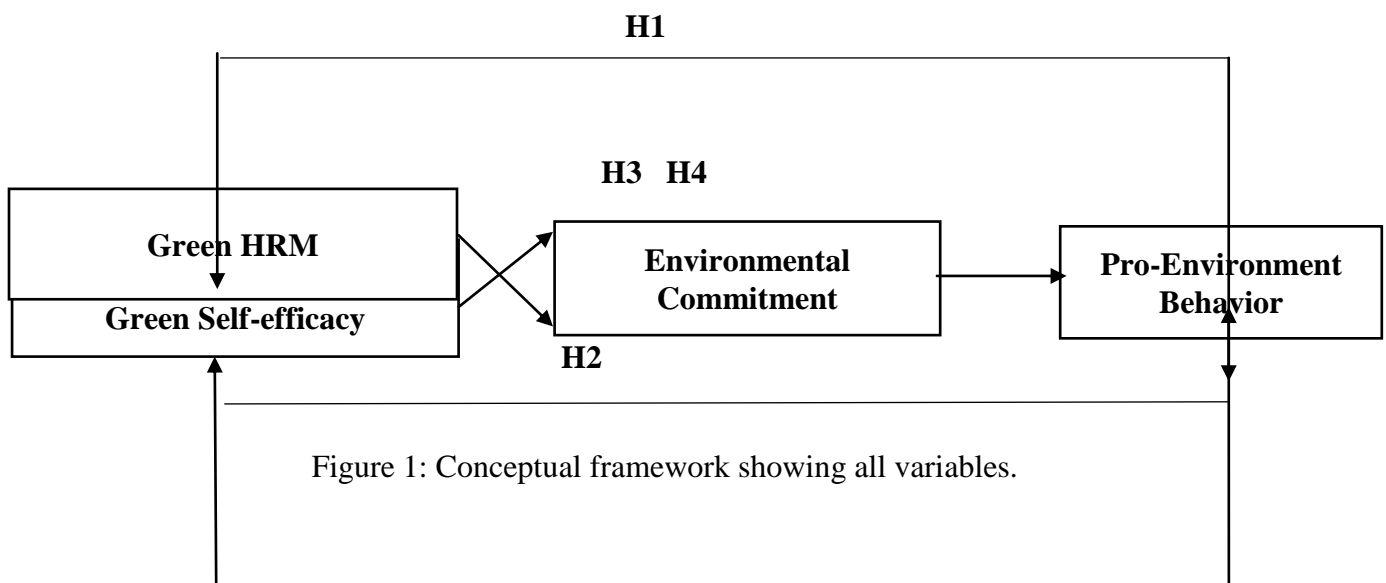 H1
H3 H4
Green HRM
Green Self-efficacy
Environmental
Commitment
Pro-Environment
Behavior
H2
Figure 1: Conceptual framework showing all variables.